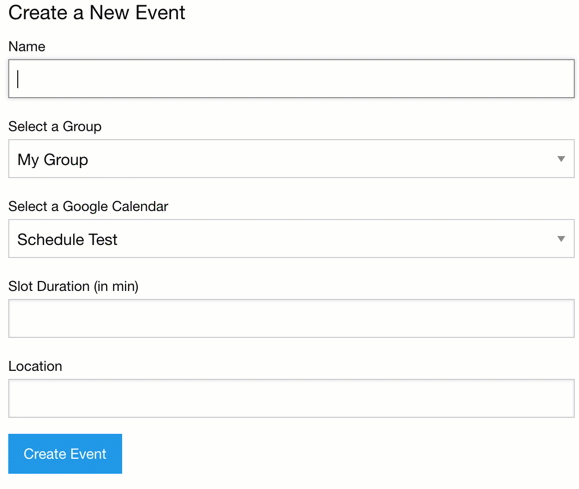 Create a New Event
Name
Select a Group
My Group
Select a Google Calendar
Schedule Test
Slot Duration (in min)
Location
Create Event